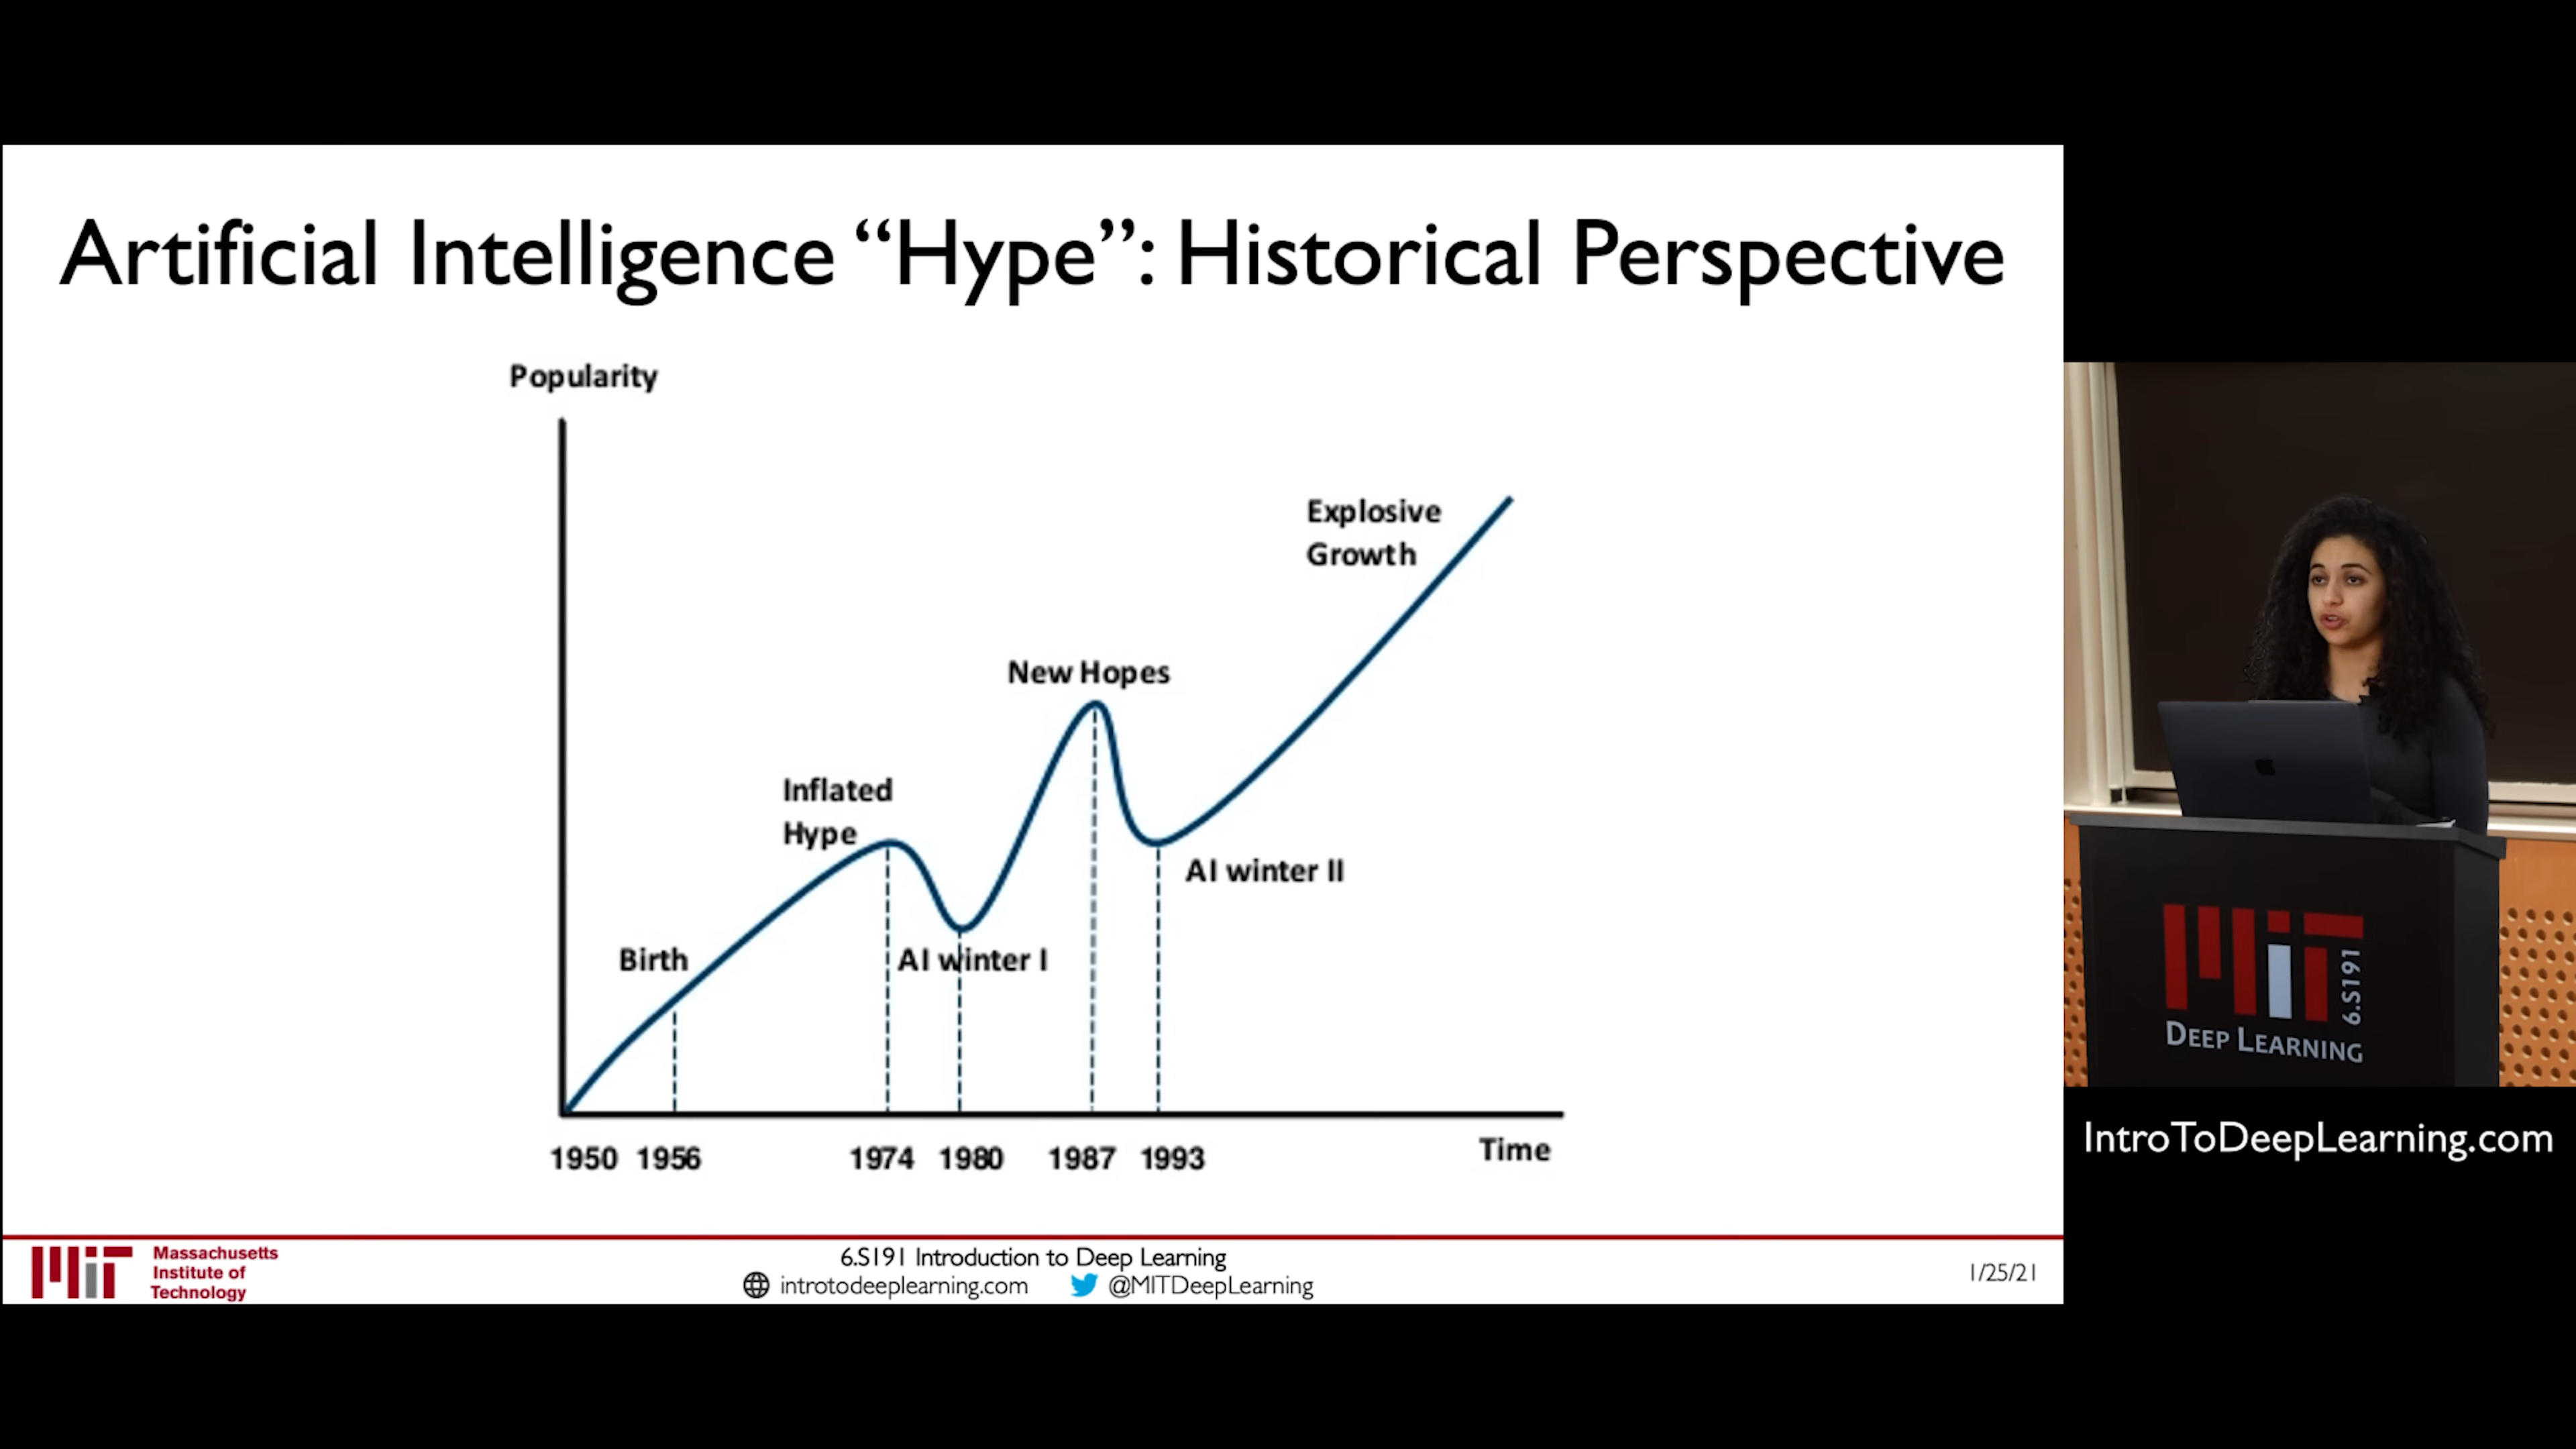 Artificial Intelligence “Hype”: Historical Perspective
Popularity
Explosive
Growth
New Hopes
Inflated
Hype
AI winter II
Birth
AI winter I
1950 1956 1974 1980 1987 1993 Time
Massachusetts
Institute of
Technology
6.S191 Introduction to Deep Learning
introtodeeplearning.com @MITDeepLearning
1/25/21
MIT 6.S191
DEEP LEARNING
IntroToDeepLearning.com